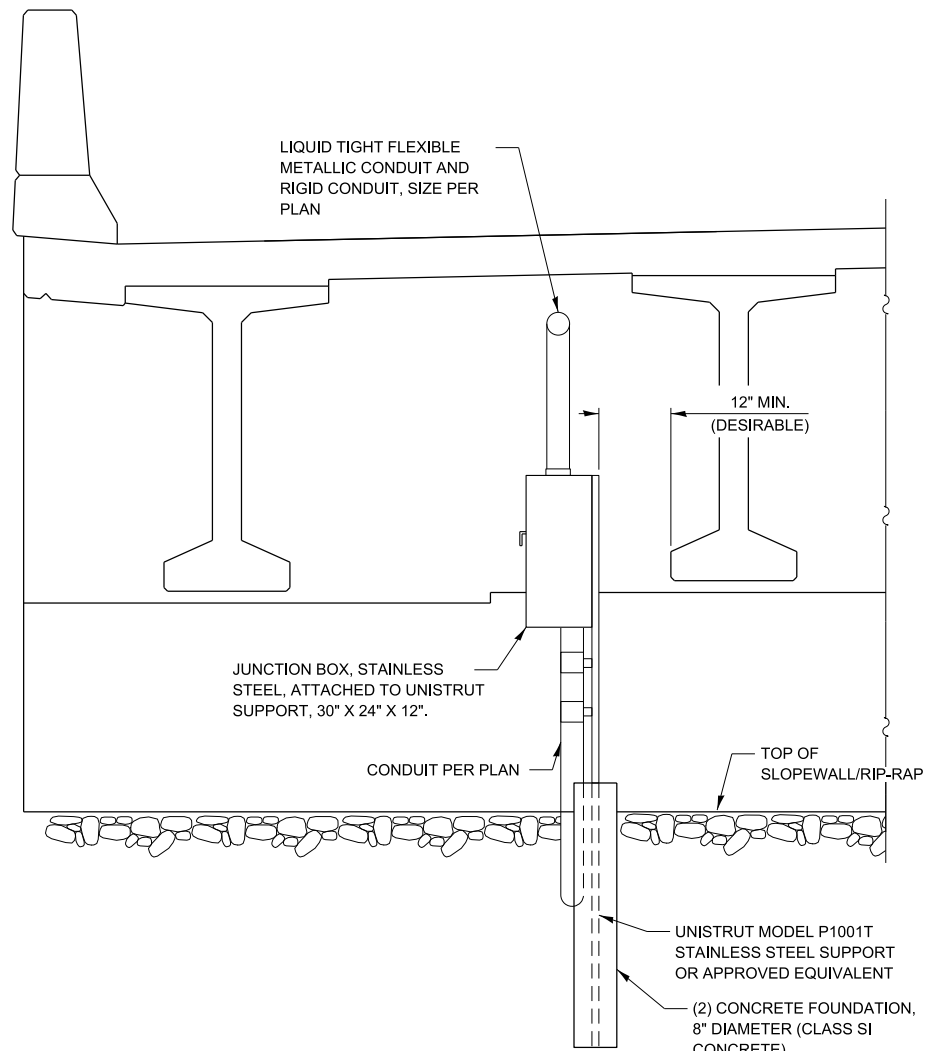 LIQUID TIGHT FLEXIBLE
METALLIC CONDUIT AND
RIGID CONDUIT, SIZE PER
PLAN
12" MIN.
(DESIRABLE)
JUNCTION BOX, STAINLESS
STEEL, ATTACHED TO UNISTRUT
SUPPORT, 30" X 24" X 12".
CONDUIT PER PLAN
TOP OF
SLOPEWALL/RIP-RAP
UNISTRUT MODEL P1001T
STAINLESS STEEL SUPPORT
OR APPROVED EQUIVALENT
(2) CONCRETE FOUNDATION,
8" DIAMETER (CLASS SI
CONCRETE)